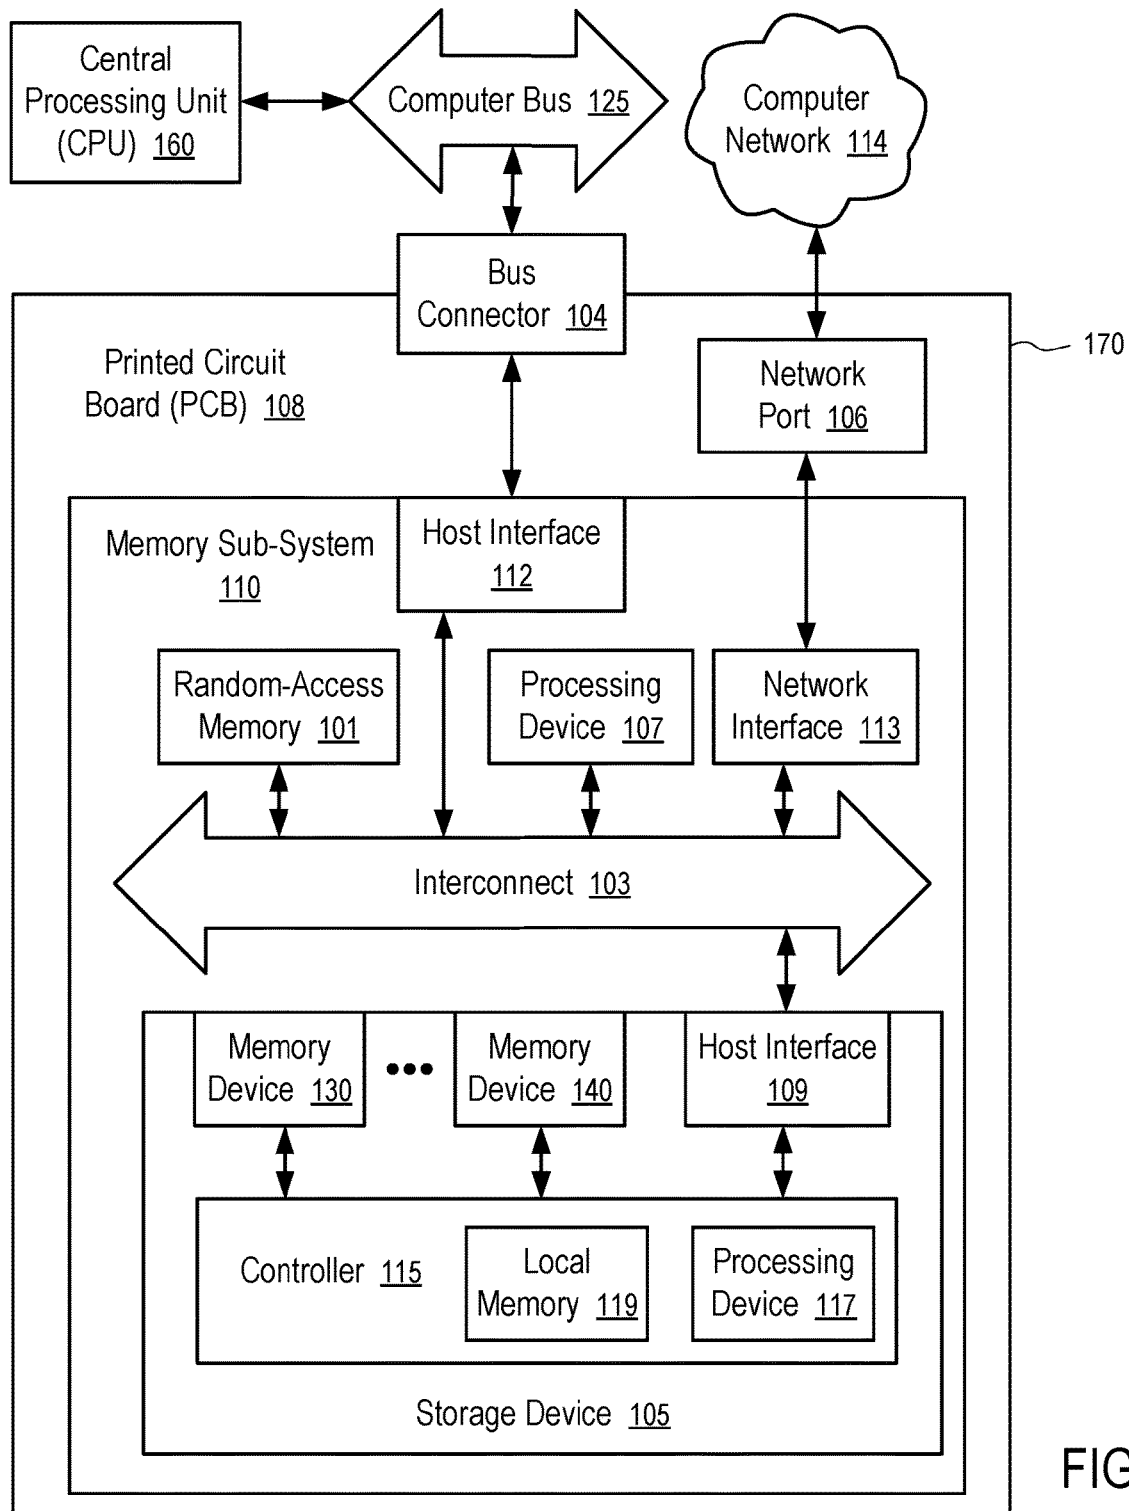 Central
Processing Unit
(CPU) 160
Computer Bus 125
Computer
Network 114
Bus
Connector 104
170
Printed Circuit
Board (PCB) 108
Network
Port 106
Memory Sub-System
110
Host Interface
112
Random-Access
Memory 101
Processing
Device 107
Network
Interface 113
Interconnect 103
Memory
Device 130
Memory
Device 140
Host Interface
109
Controller 115
Local
Memory 119
Processing
Device 117
Storage Device 105
FIG